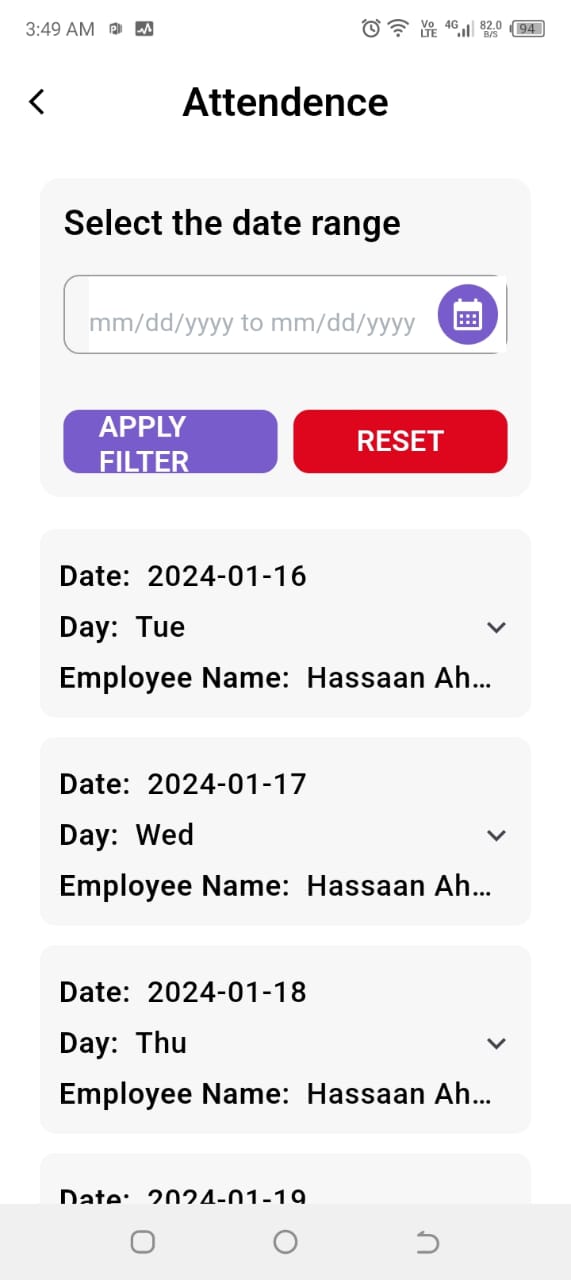 3:49 AM Vo LTE 4G 82.0 B/S 94
Attendence
Select the date range
mm/dd/yyyy to mm/dd/yyyy
APPLY
FILTER
RESET
Date: 2024-01-16
Day: Tue
Employee Name: Hassaan Ah...
Date: 2024-01-17
Day: Wed
Employee Name: Hassaan Ah...
Date: 2024-01-18
Day: Thu
Employee Name: Hassaan Ah...
Date: 2024-01-19